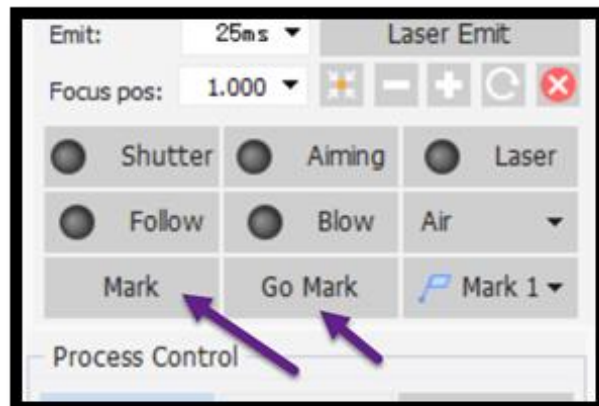 Emit: 25ms Laser Emit
Focus pos: 1.000
Shutter Aiming Laser
Follow Blow Air
Mark Go Mark Mark 1
Process Control